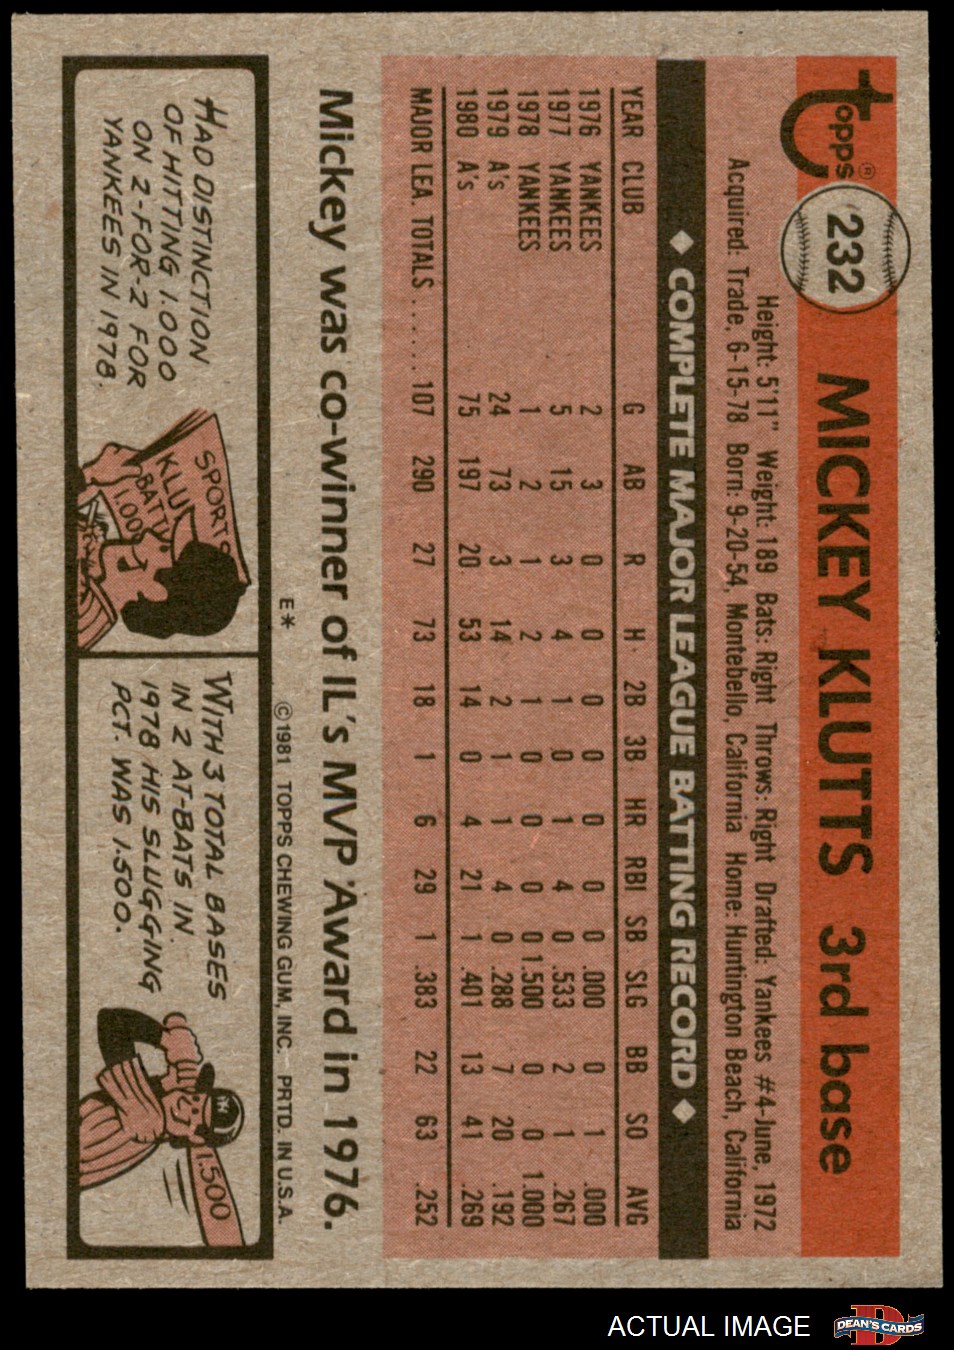 topps®
232
MICKEY KLUTTS 3rd base
Height: 5'11" Weight: 189 Bats: Right Throws: Right Drafted: Yankees #4-June, 1972
Acquired: Trade, 6-15-78 Born: 9-20-54, Montebello, California Home: Huntington Beach, California
◆ COMPLETE MAJOR LEAGUE BATTING RECORD ◆
YEAR CLUB G AB R H 2B 3B HR RBI SB SLG BB SO AVG
1976 YANKEES 2 3 0 0 0 0 0 0 0 .000 0 1 .000
1977 YANKEES 5 15 3 4 1 0 1 4 0 .533 2 1 .267
1978 YANKEES 1 2 1 2 1 0 0 0 0 1.500 0 0 1.000
1979 A's 24 73 3 14 2 1 1 4 0 .288 7 20 .192
1980 A's 75 197 20 53 14 0 4 21 1 .401 13 41 .269
MAJOR LEA. TOTALS . . . . . . 107 290 27 73 18 1 6 29 1 .383 22 63 .252
Mickey was co-winner of IL's MVP Award in 1976.
E* ©1981 TOPPS CHEWING GUM, INC. PRTD. IN U.S.A.
HAD DISTINCTION
OF HITTING 1.000
ON 2-FOR-2 FOR
YANKEES IN 1978.
SPORTS
KLU
BATTI
1.000
WITH 3 TOTAL BASES
IN 2 AT-BATS IN
1978 HIS SLUGGING
PCT. WAS 1.500.
1.500
ACTUAL IMAGE
D
DEAN'S CARDS